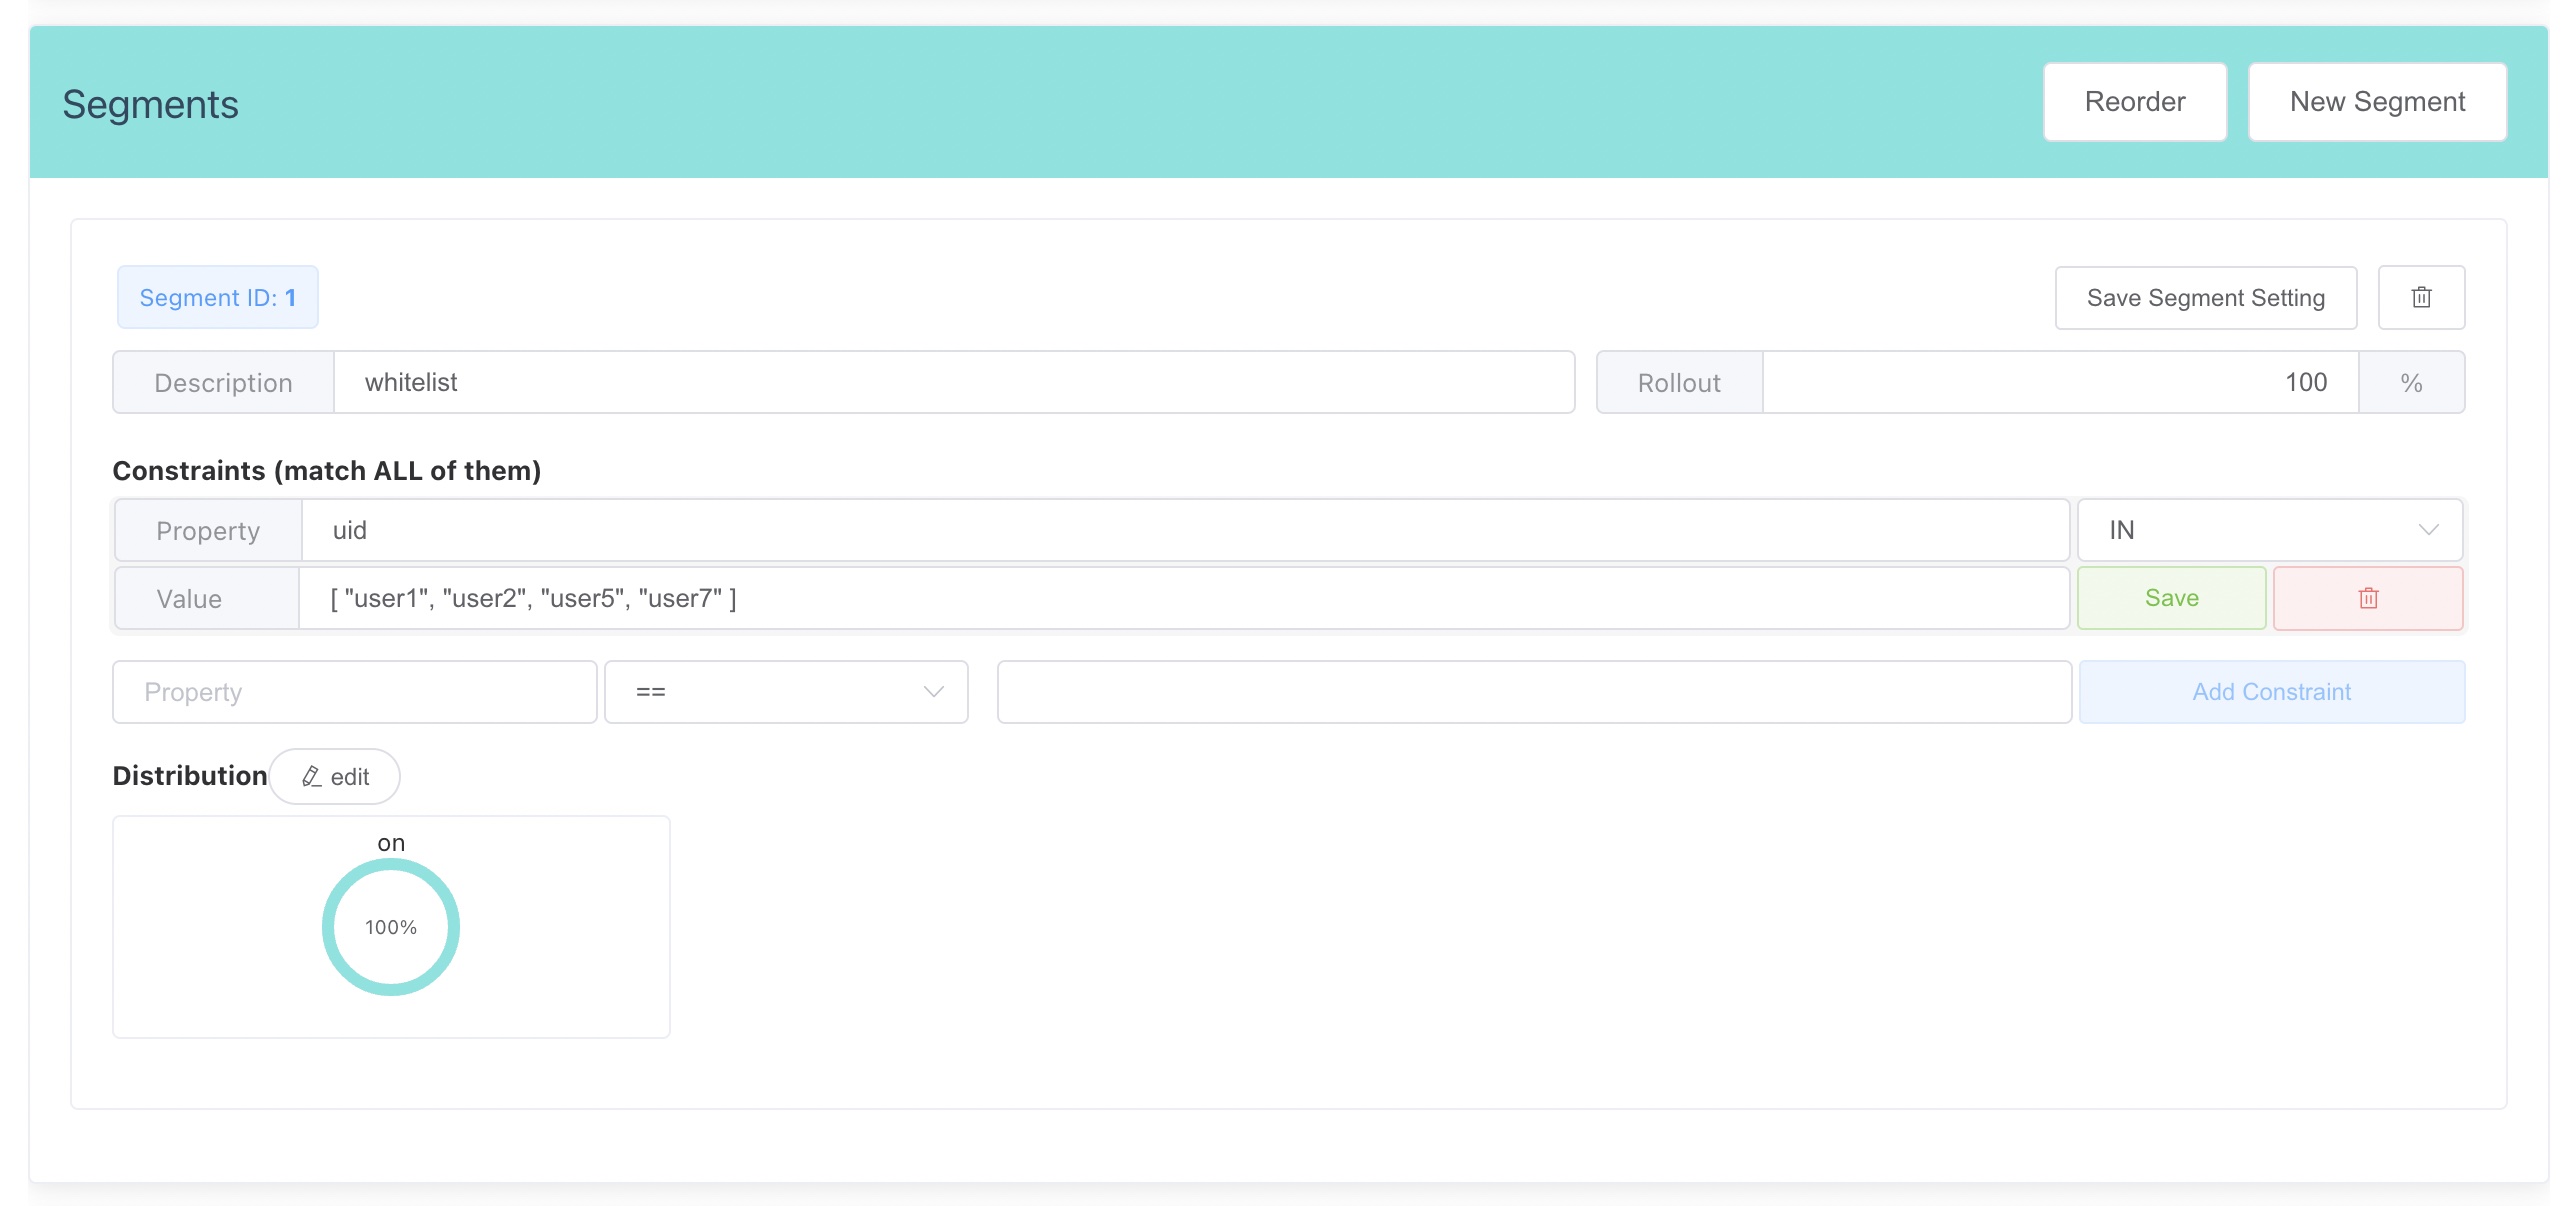 Segments
Reorder
New Segment
Segment ID: 1
Save Segment Setting
Description
whitelist
Rollout
100
%
Constraints (match ALL of them)
Property
uid
IN
Value
[ "user1", "user2", "user5", "user7" ]
Save
Property
==
Add Constraint
Distribution
edit
on
100%